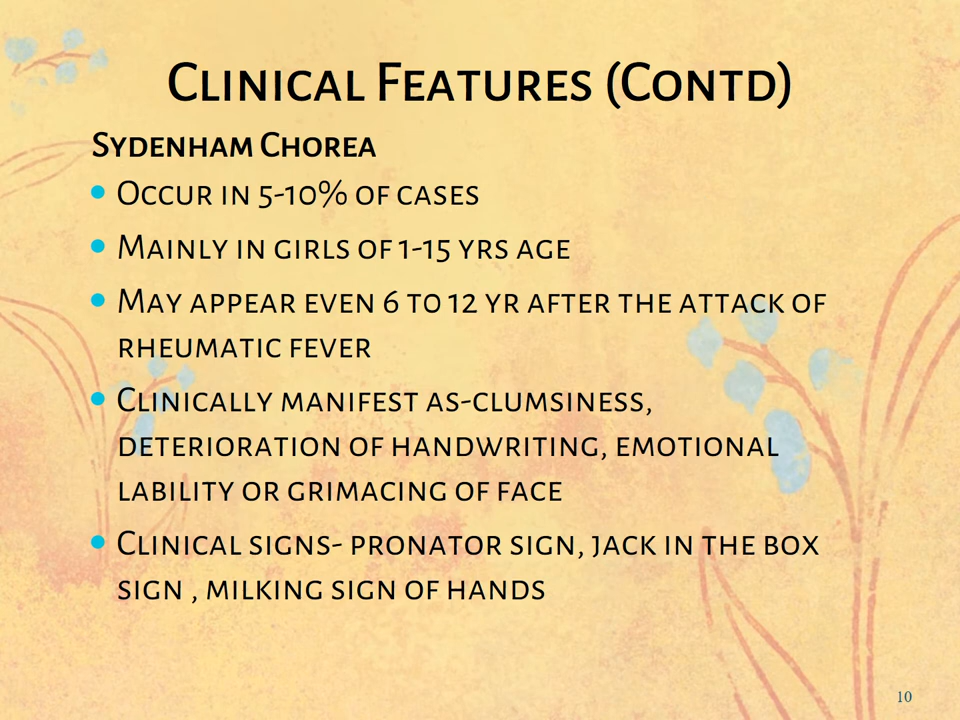 Clinical Features (Contd)
Sydenham Chorea
Occur in 5-10% of cases
Mainly in girls of 1-15 yrs age
May appear even 6 to 12 yr after the attack of
rheumatic fever
Clinically manifest as-clumsiness,
deterioration of handwriting, emotional
lability or grimacing of face
Clinical signs- pronator sign, jack in the box
sign , milking sign of hands
10